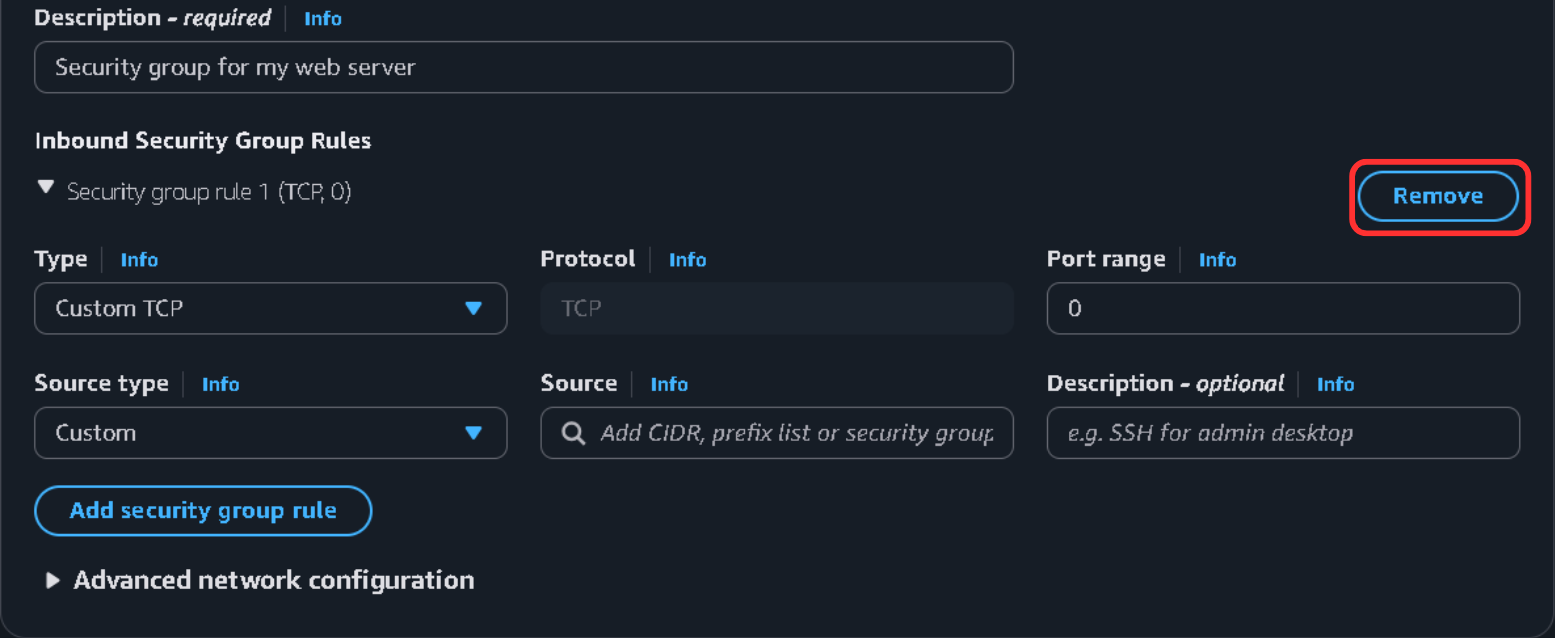 Description - required Info
Security group for my web server
Inbound Security Group Rules
Security group rule 1 (TCP, 0)
Remove
Type Info
Protocol Info
Port range Info
Custom TCP
TCP
0
Source type Info
Source Info
Description - optional Info
Custom
Add CIDR, prefix list or security group
e.g. SSH for admin desktop
Add security group rule
Advanced network configuration